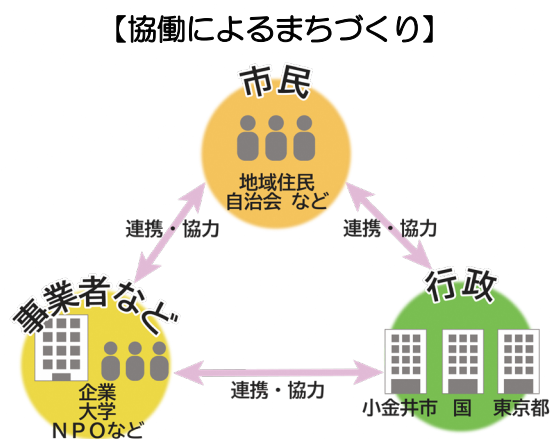 【協働によるまちづくり】
市民
地域住民
自治会 など
連携・協力
連携・協力
事業者など
企業
大学
ＮＰＯなど
連携・協力
行政
小金井市 国 東京都